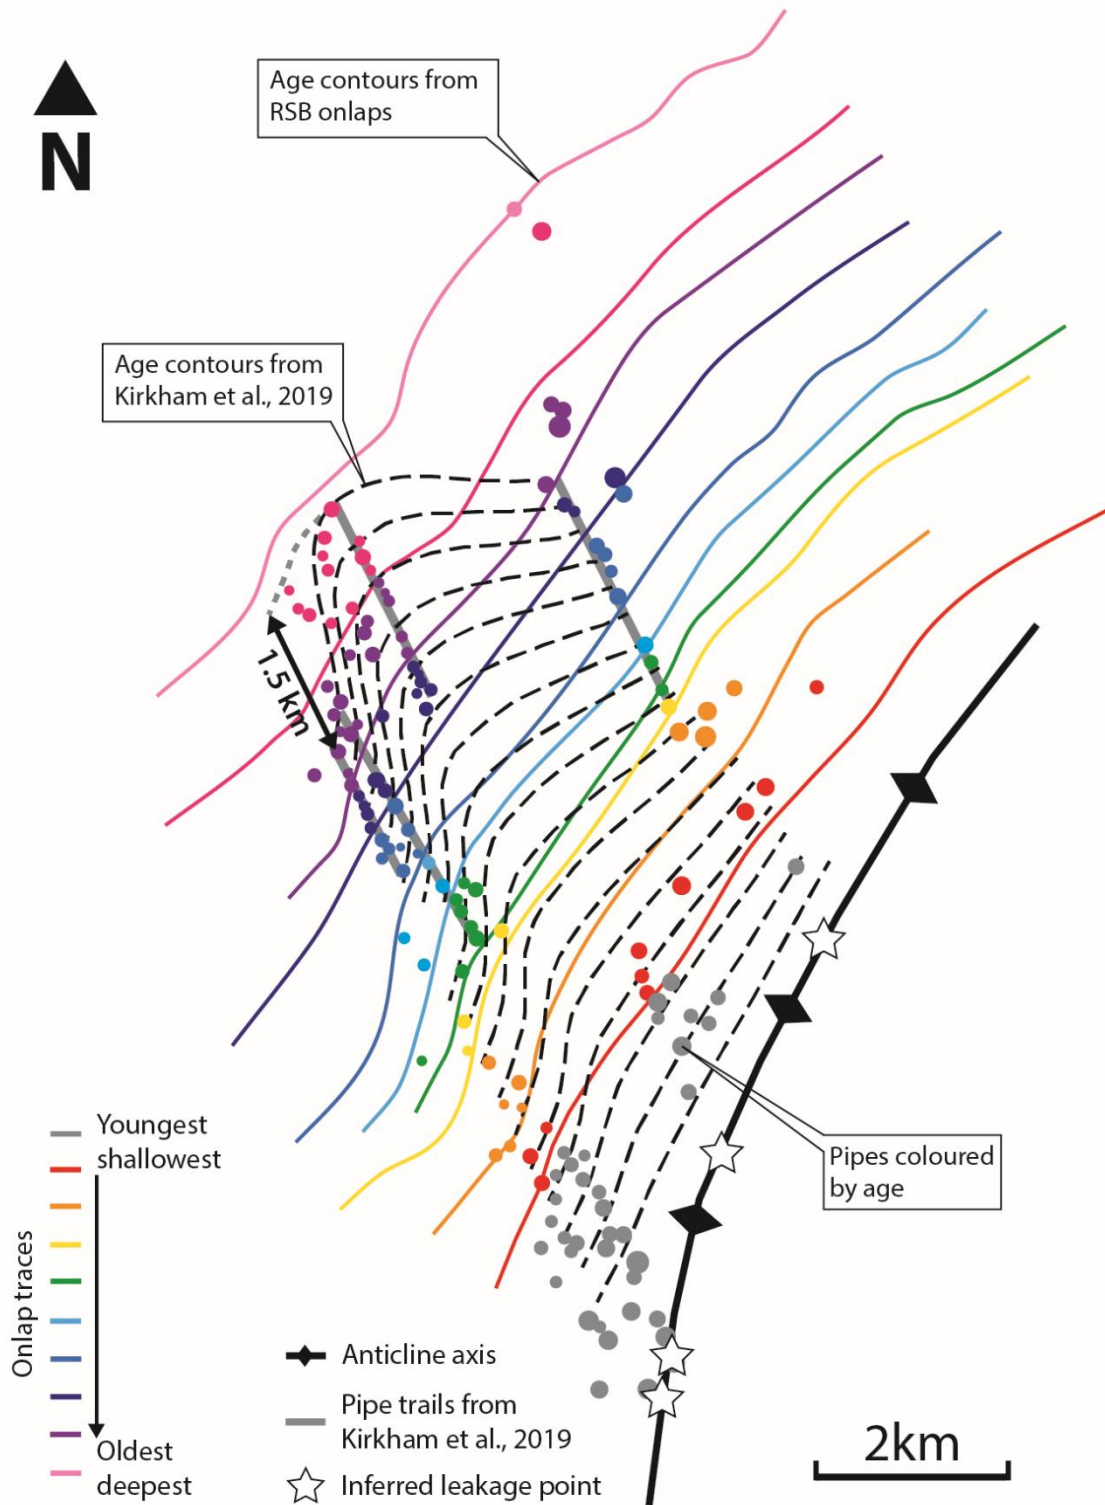 Age contours from
RSB onlaps
N
Age contours from
Kirkham et al., 2019
1.5 km
Youngest
shallowest
Onlap traces
Oldest
deepest
Pipes coloured
by age
Anticline axis
Pipe trails from
Kirkham et al., 2019
Inferred leakage point
2km